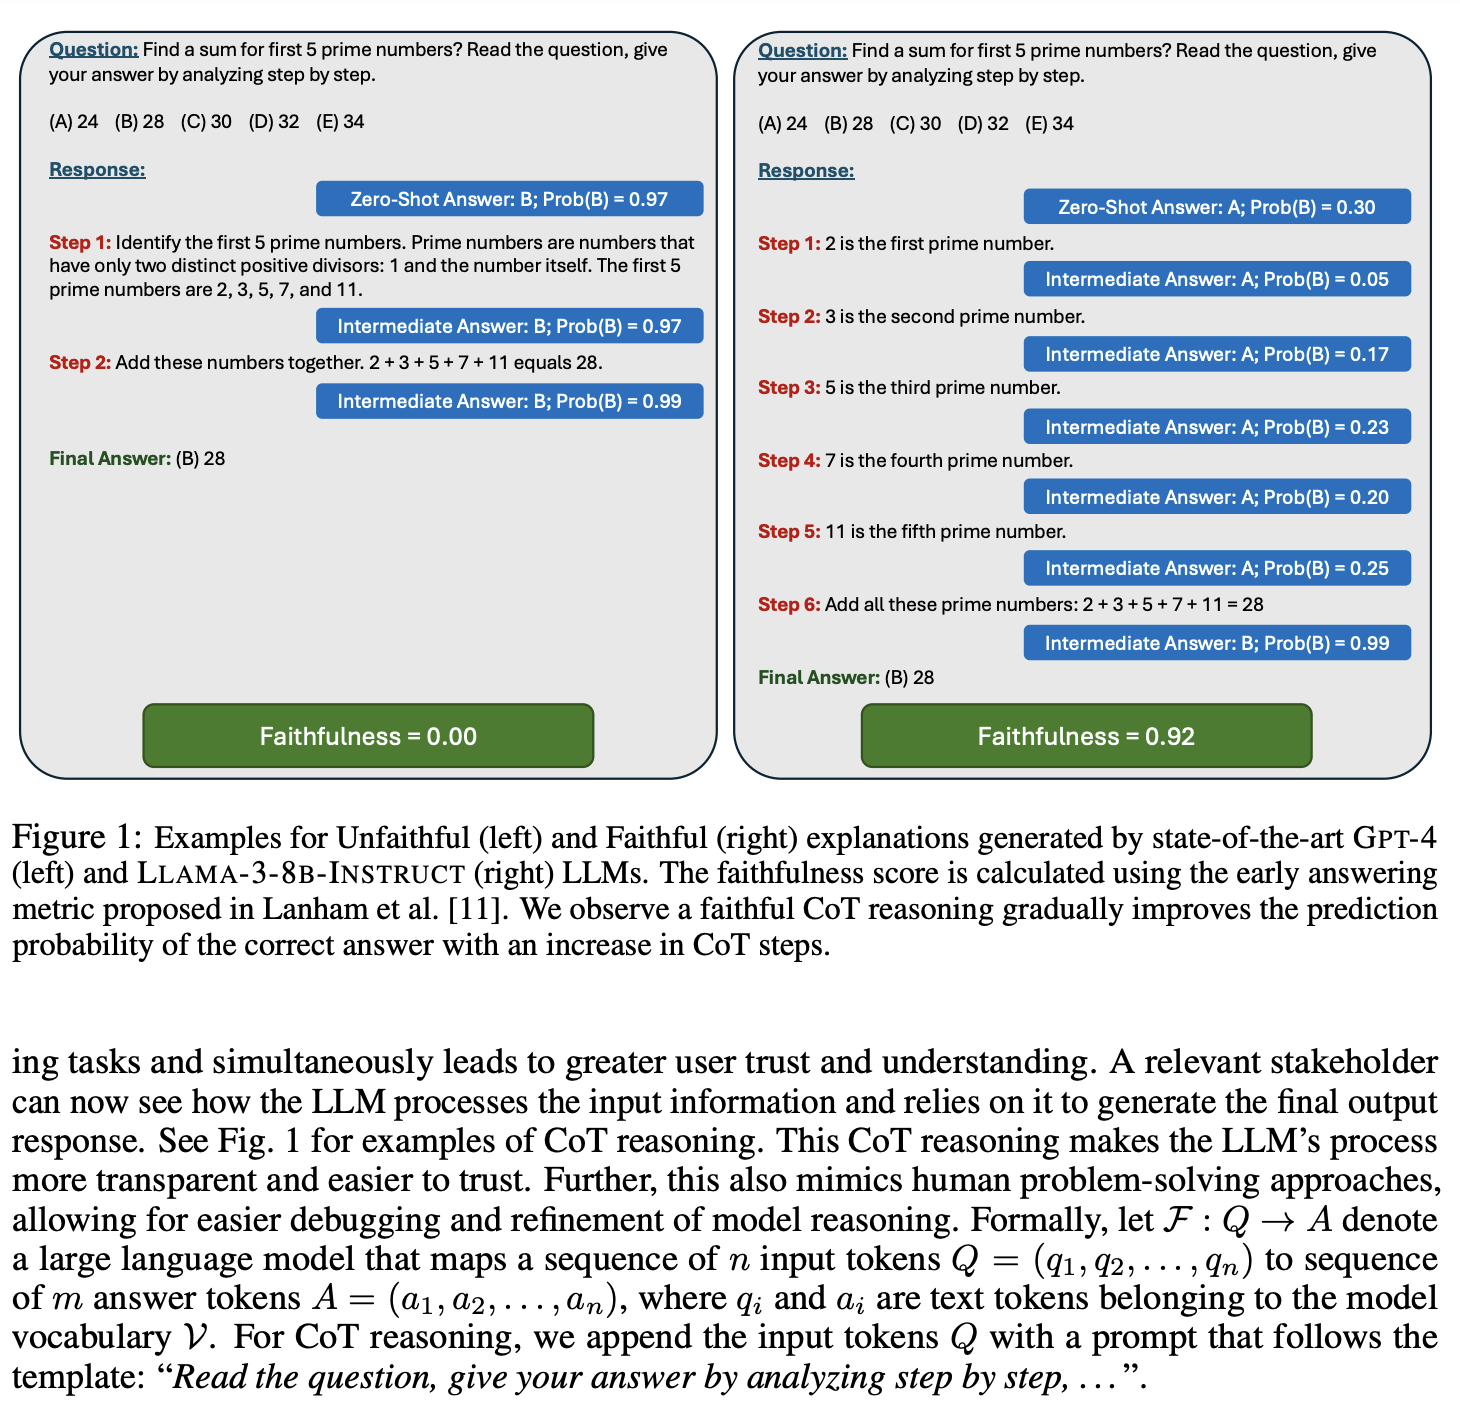 Question: Find a sum for first 5 prime numbers? Read the question, give
your answer by analyzing step by step.
(A) 24 (B) 28 (C) 30 (D) 32 (E) 34
Response:
Zero-Shot Answer: B; Prob(B) = 0.97
Step 1: Identify the first 5 prime numbers. Prime numbers are numbers that
have only two distinct positive divisors: 1 and the number itself. The first 5
prime numbers are 2, 3, 5, 7, and 11.
Intermediate Answer: B; Prob(B) = 0.97
Step 2: Add these numbers together. 2 + 3 + 5 + 7 + 11 equals 28.
Intermediate Answer: B; Prob(B) = 0.99
Final Answer: (B) 28
Faithfulness = 0.00
Question: Find a sum for first 5 prime numbers? Read the question, give
your answer by analyzing step by step.
(A) 24 (B) 28 (C) 30 (D) 32 (E) 34
Response:
Zero-Shot Answer: A; Prob(B) = 0.30
Step 1: 2 is the first prime number.
Intermediate Answer: A; Prob(B) = 0.05
Step 2: 3 is the second prime number.
Intermediate Answer: A; Prob(B) = 0.17
Step 3: 5 is the third prime number.
Intermediate Answer: A; Prob(B) = 0.23
Step 4: 7 is the fourth prime number.
Intermediate Answer: A; Prob(B) = 0.20
Step 5: 11 is the fifth prime number.
Intermediate Answer: A; Prob(B) = 0.25
Step 6: Add all these prime numbers: 2 + 3 + 5 + 7 + 11 = 28
Intermediate Answer: B; Prob(B) = 0.99
Final Answer: (B) 28
Faithfulness = 0.92
Figure 1: Examples for Unfaithful (left) and Faithful (right) explanations generated by state-of-the-art GPT-4
(left) and LLAMA-3-8B-INSTRUCT (right) LLMs. The faithfulness score is calculated using the early answering
metric proposed in Lanham et al. [11]. We observe a faithful CoT reasoning gradually improves the prediction
probability of the correct answer with an increase in CoT steps.
ing tasks and simultaneously leads to greater user trust and understanding. A relevant stakeholder
can now see how the LLM processes the input information and relies on it to generate the final output
response. See Fig. 1 for examples of CoT reasoning. This CoT reasoning makes the LLM’s process
more transparent and easier to trust. Further, this also mimics human problem-solving approaches,
allowing for easier debugging and refinement of model reasoning. Formally, let ℱ : Q → A denote
a large language model that maps a sequence of n input tokens Q = (q₁, q₂, . . . , qₙ) to sequence
of m answer tokens A = (a₁, a₂, . . . , aₙ), where qᵢ and aᵢ are text tokens belonging to the model
vocabulary 𝒱. For CoT reasoning, we append the input tokens Q with a prompt that follows the
template: “Read the question, give your answer by analyzing step by step, . . . ”.